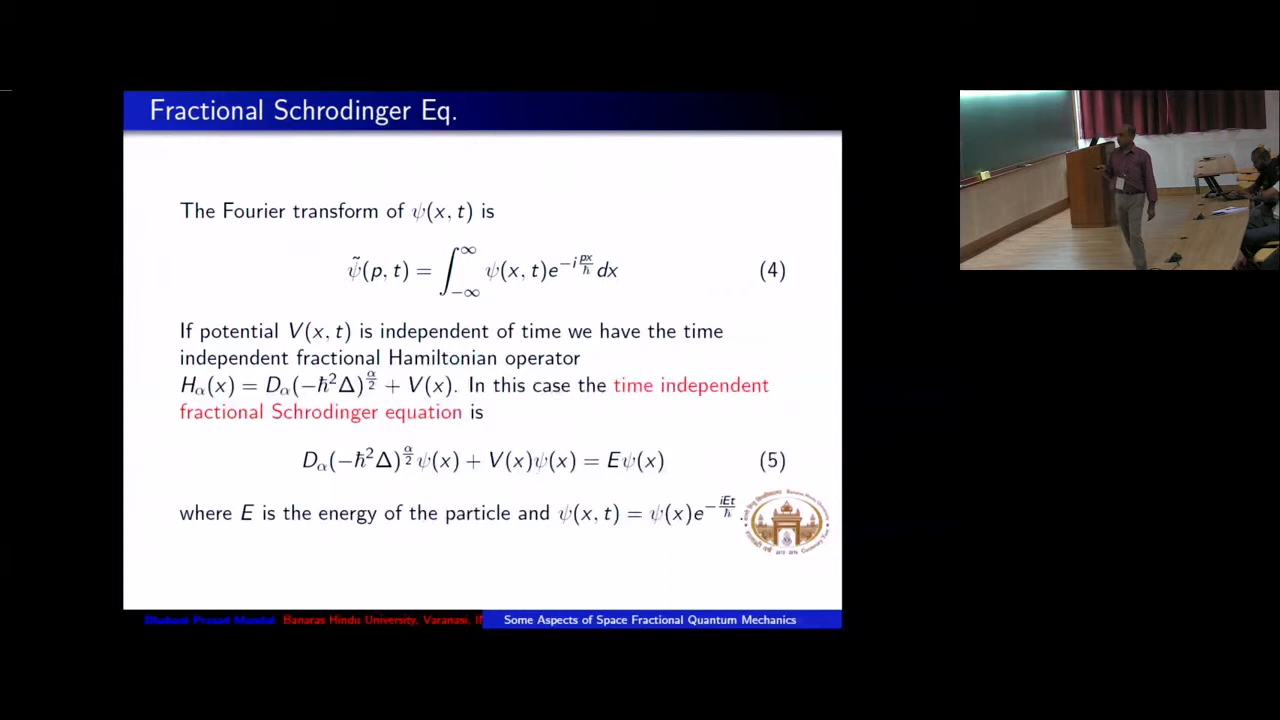 Fractional Schrodinger Eq.
The Fourier transform of ψ(x, t) is
ψ̃(p, t) = ∫_{−∞}^{∞} ψ(x, t)e^{−i\frac{px}{ħ}} dx (4)
If potential V(x, t) is independent of time we have the time
independent fractional Hamiltonian operator
H_α(x) = D_α(−ħ²Δ)^{\frac{α}{2}} + V(x). In this case the time independent
fractional Schrodinger equation is
D_α(−ħ²Δ)^{\frac{α}{2}}ψ(x) + V(x)ψ(x) = Eψ(x) (5)
where E is the energy of the particle and ψ(x, t) = ψ(x)e^{−\frac{iEt}{ħ}}.
Bhabani Prasad Mandal Banaras Hindu University, Varanasi, IN
Some Aspects of Space Fractional Quantum Mechanics